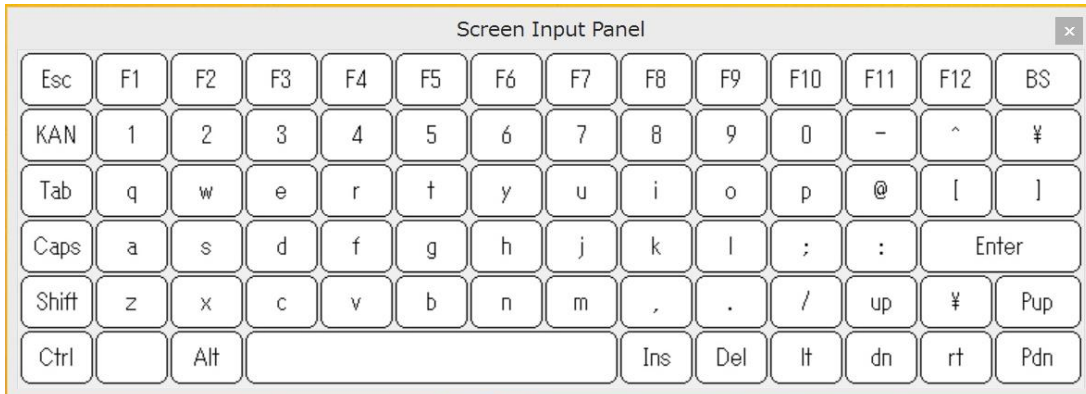 Screen Input Panel
Esc F1 F2 F3 F4 F5 F6 F7 F8 F9 F10 F11 F12 BS
KAN 1 2 3 4 5 6 7 8 9 0 - ^ ¥
Tab q w e r t y u i o p @ [ ]
Caps a s d f g h j k l ; : Enter
Shift z x c v b n m , . / up ¥ Pup
Ctrl Alt Ins Del lt dn rt Pdn